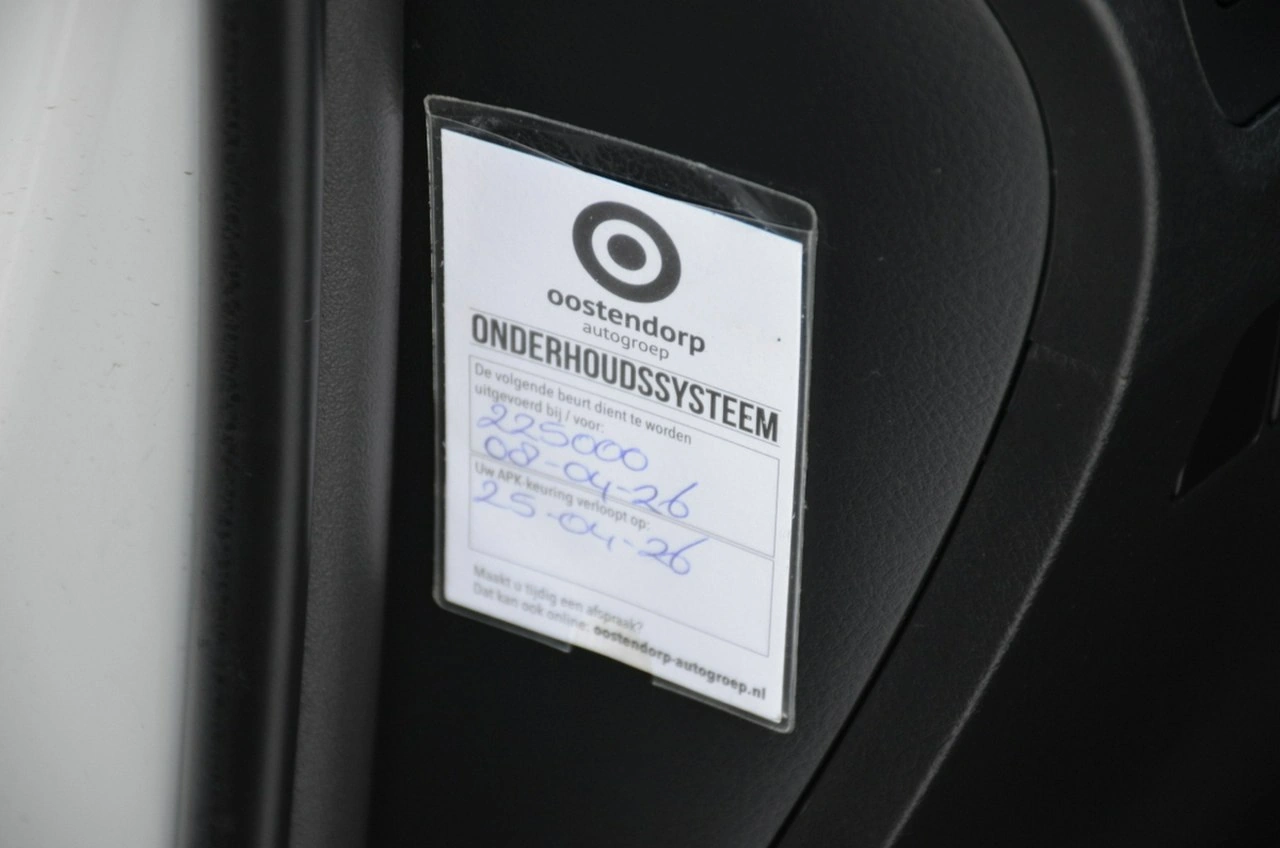 oostendorp
autogroep
ONDERHOUDSSYSTEEM
De volgende beurt dient te worden
uitgevoerd bij / voor:
225000
08-04-26
Uw APK-keuring verloopt op:
25-04-26
Maakt u tijdig een afspraak?
Dat kan ook online: oostendorp-autogroep.nl